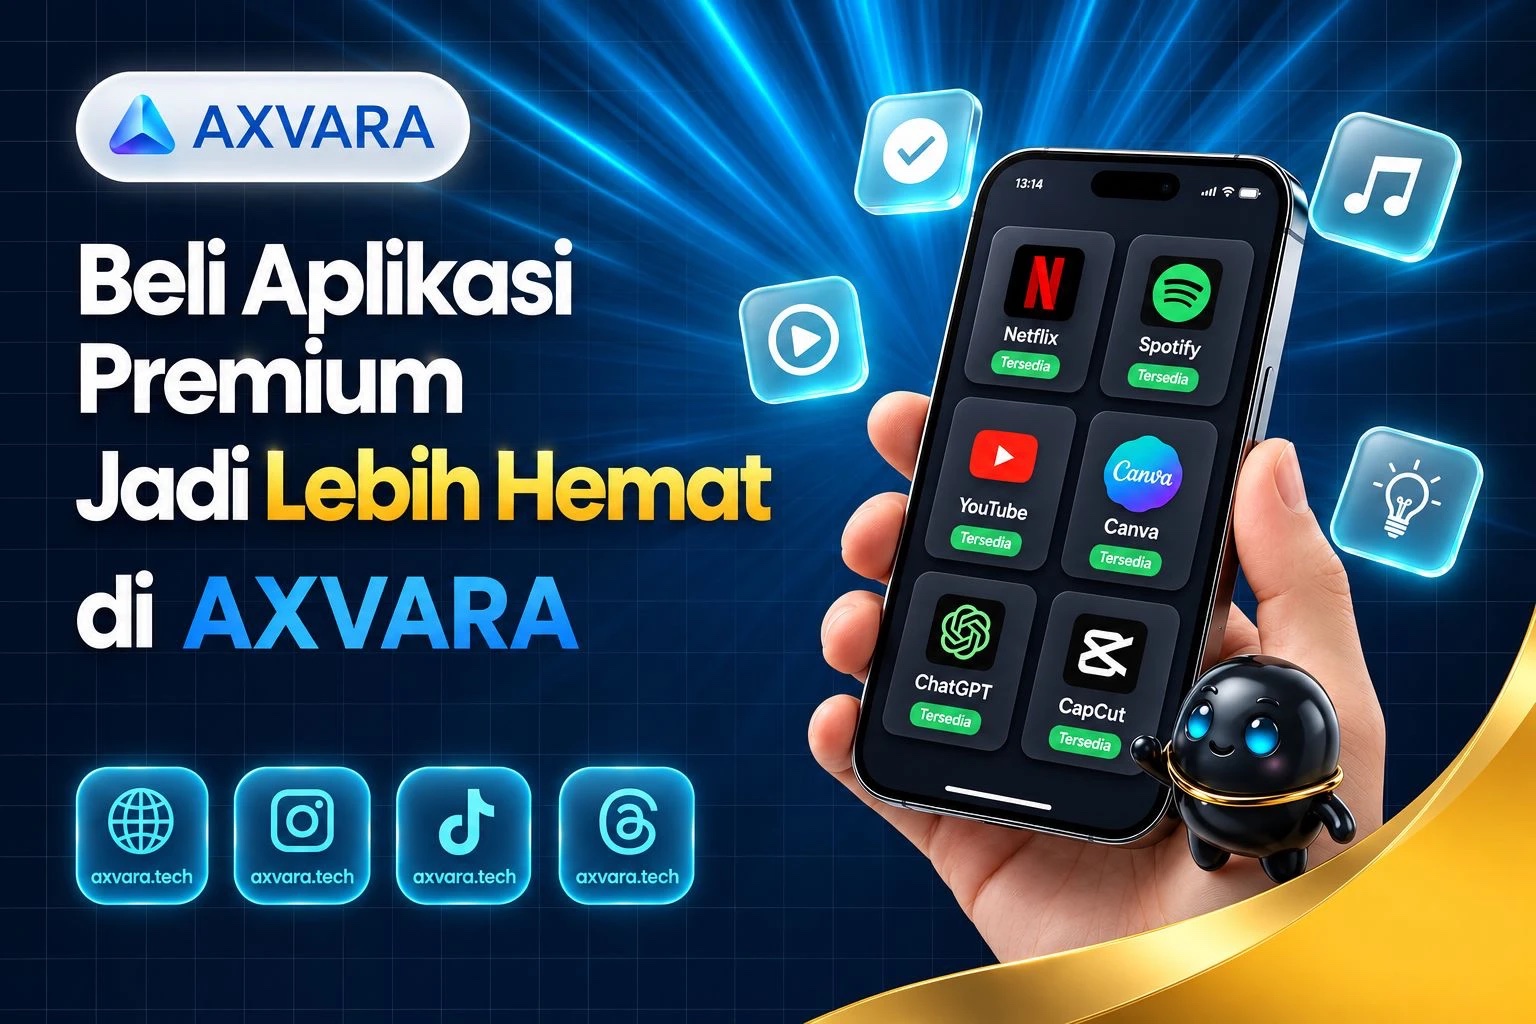 AXVARA
Beli Aplikasi
Premium
Jadi Lebih Hemat
di AXVARA
axvara.tech
axvara.tech
axvara.tech
axvara.tech
13:14
N
Netflix
Tersedia
Spotify
Tersedia
YouTube
Tersedia
Canva
Canva
Tersedia
ChatGPT
Tersedia
CapCut
Tersedia